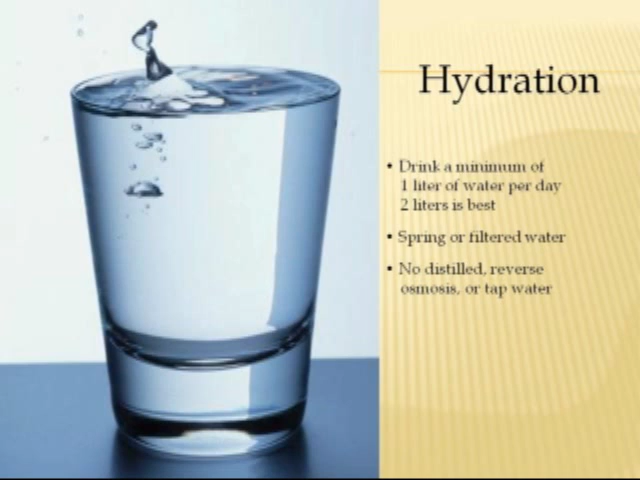 Hydration
• Drink a minimum of
1 liter of water per day
2 liters is best
• Spring or filtered water
• No distilled, reverse
osmosis, or tap water